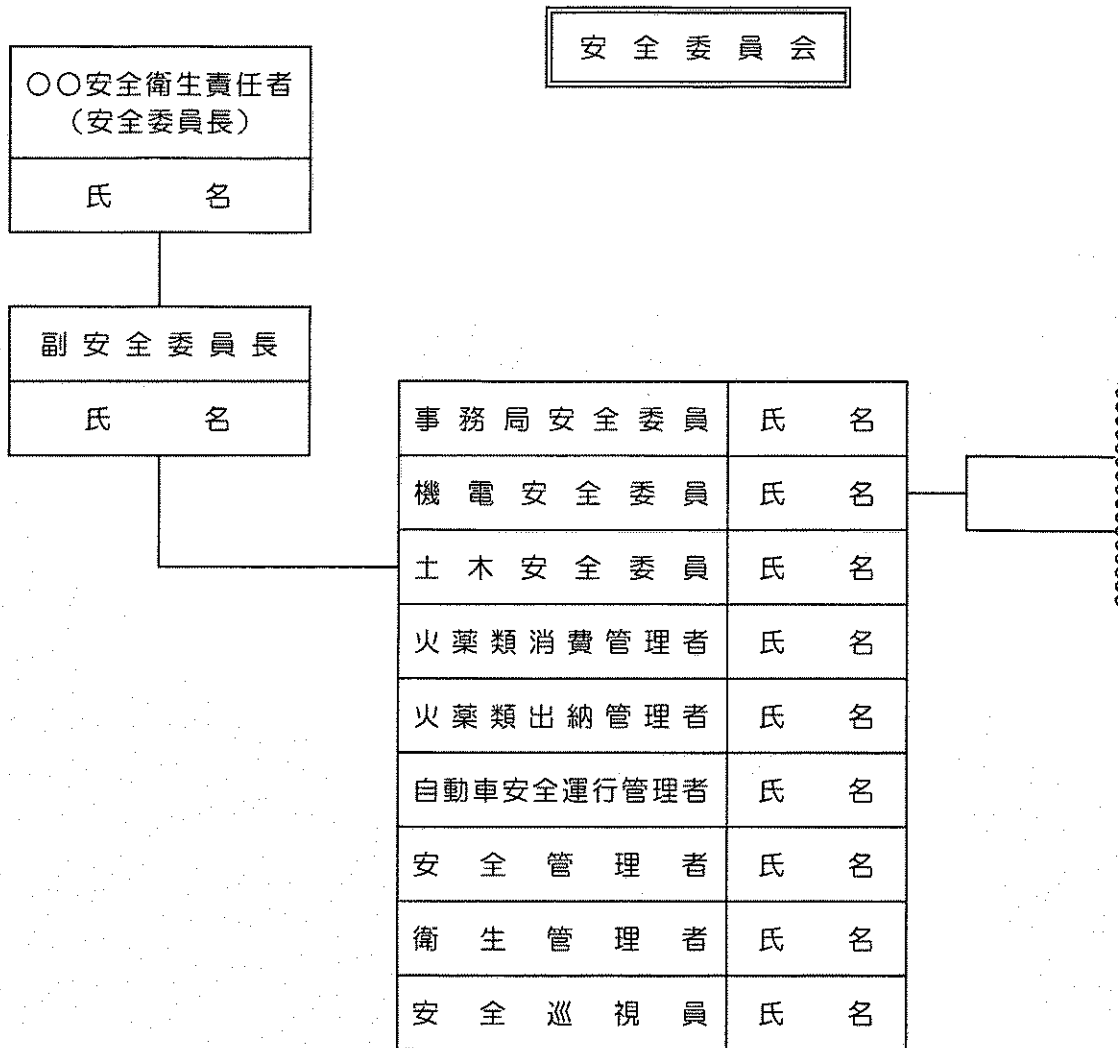 安全委員会
〇〇安全衛生責任者
(安全委員長)
氏名
副安全委員長
氏名
事務局安全委員 氏名
機電安全委員 氏名
土木安全委員 氏名
火薬類消費管理者 氏名
火薬類出納管理者 氏名
自動車安全運行管理者 氏名
安全管理者 氏名
衛生管理者 氏名
安全巡視員 氏名